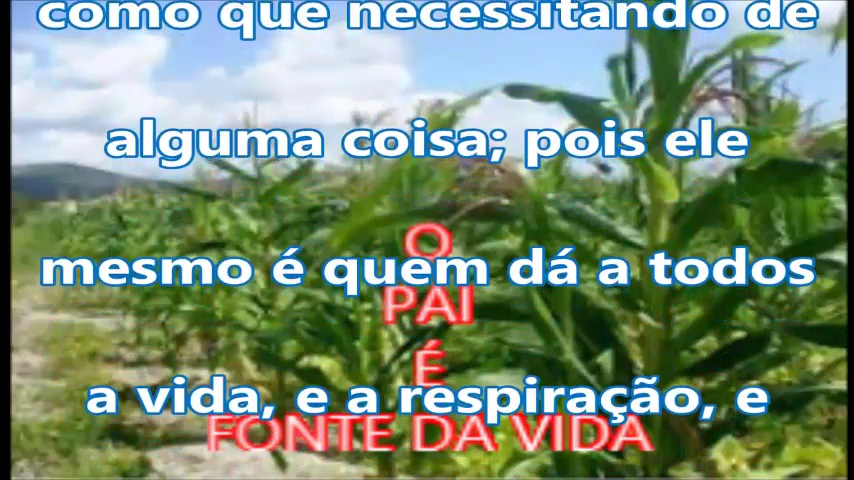 como que necessitando de
alguma coisa; pois ele
O
mesmo é quem dá a todos
PAI
É
a vida, e a respiração, e
FONTE DA VIDA